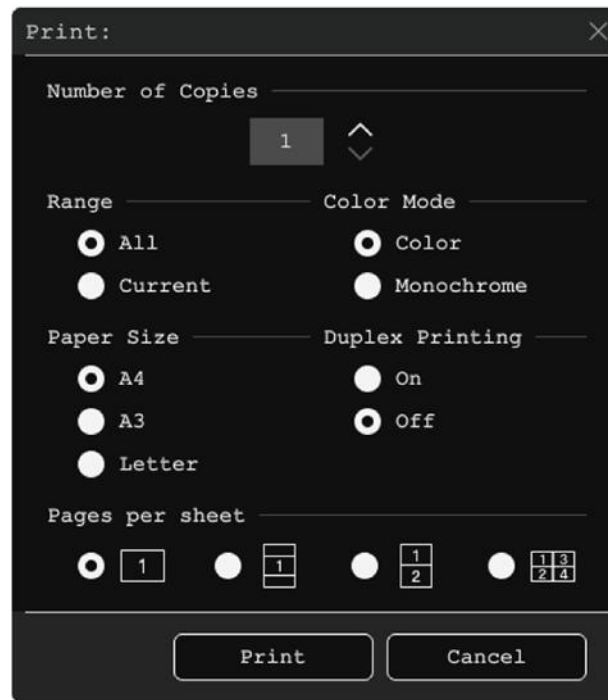 Print:
Number of Copies
1
Range Color Mode
All Color
Current Monochrome
Paper Size Duplex Printing
A4 On
A3 Off
Letter
Pages per sheet
1 1 1 2 1 3 2 4
Print Cancel